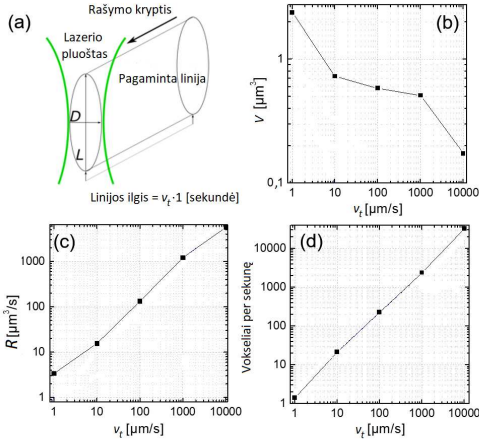 (a)
Rašymo kryptis
Lazerio
pluoštas
Pagaminta linija
D
L
Linijos ilgis = vt·1 [sekundė]
(b)
V [µm³]
1
0,1
1 10 100 1000 10000
vt [µm/s]
(c)
R [µm³/s]
1000
100
10
1
1 10 100 1000 10000
vt [µm/s]
(d)
Vokseliai per sekunę
10000
1000
100
10
1
1 10 100 1000 10000
vt [µm/s]